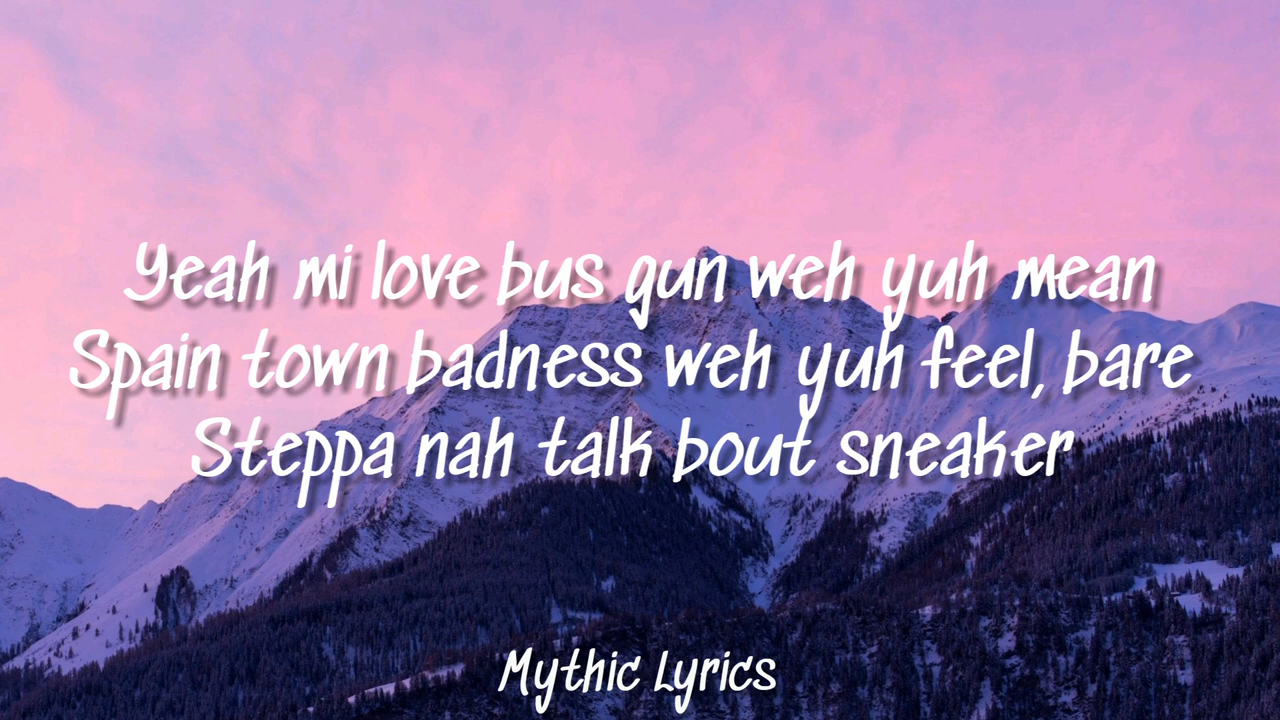 Yeah mi love bus gun weh yuh mean
Spain town badness weh yuh feel, bare
Steppa nah talk bout sneaker
Mythic Lyrics